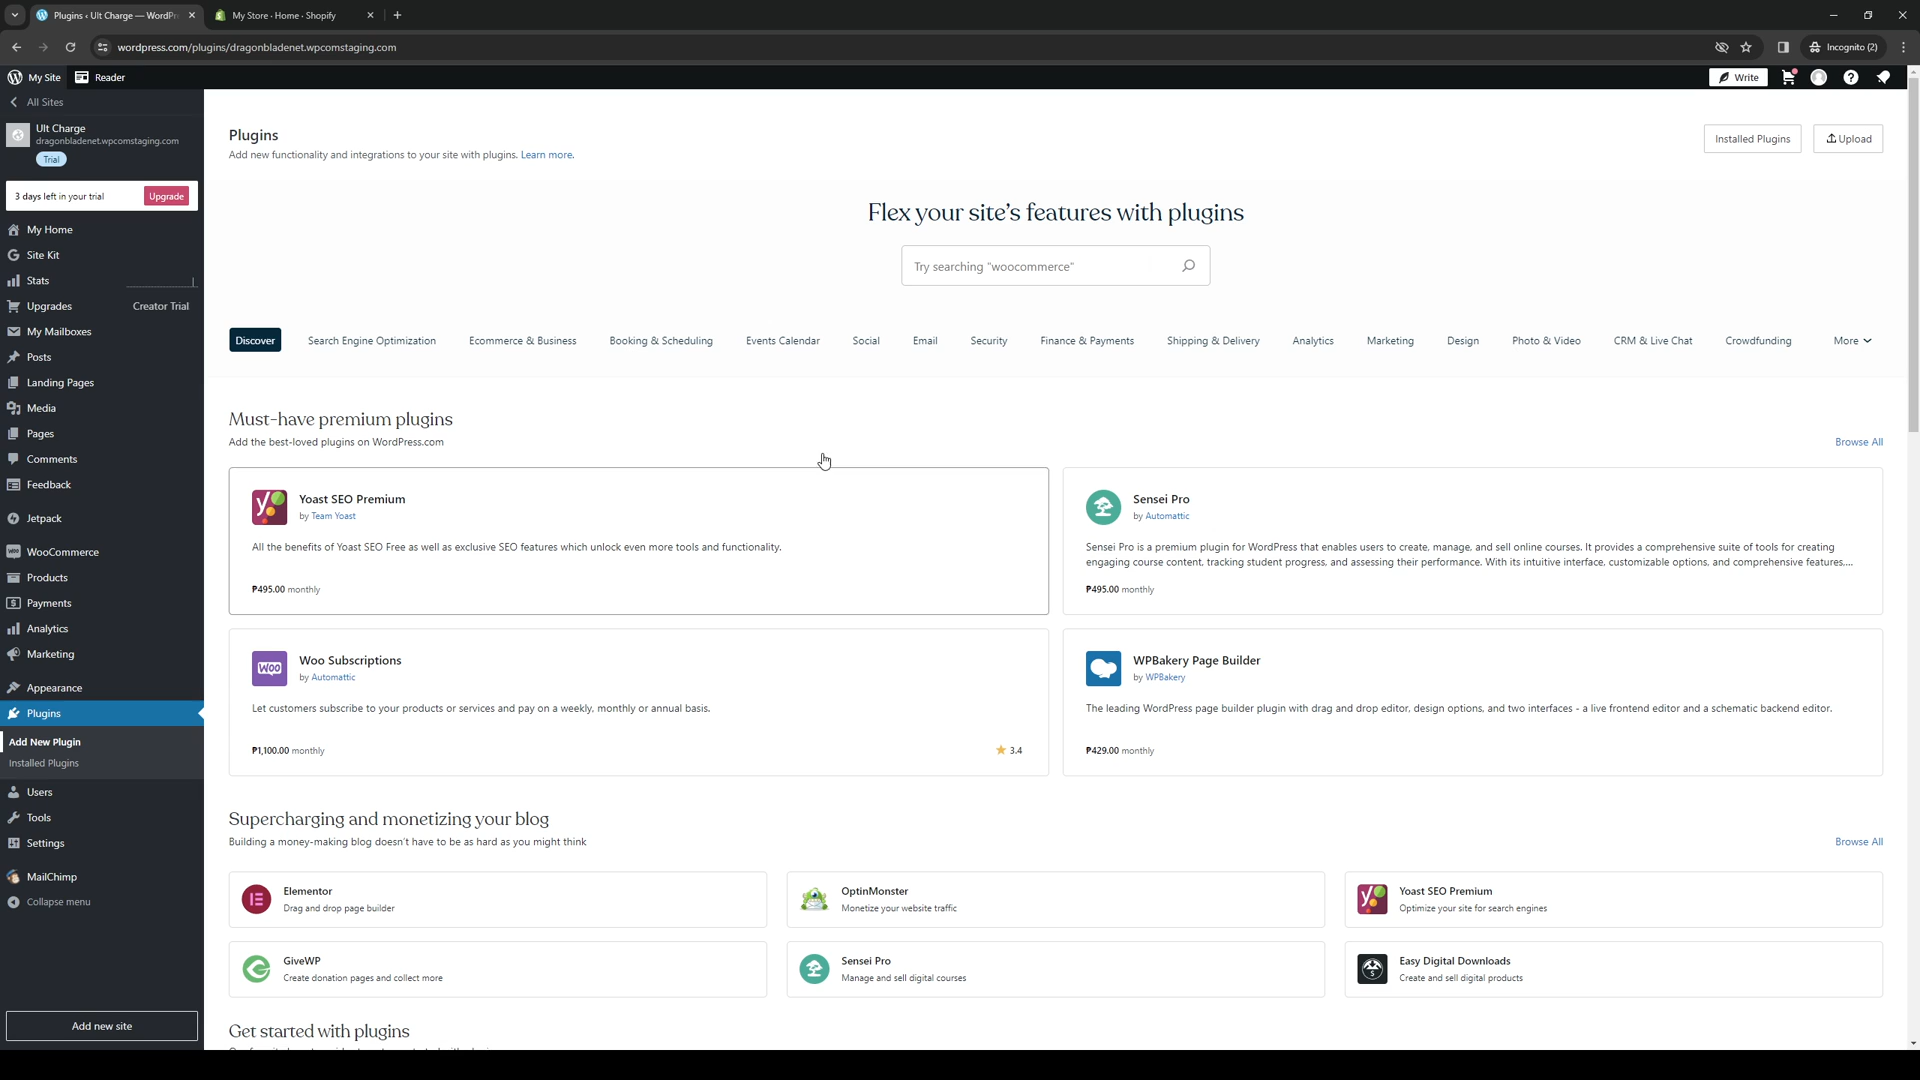 Plugins ‹ Ult Charge — WordPr
My Store · Home · Shopify
wordpress.com/plugins/dragonbladenet.wpcomstaging.com
Incognito (2)
My Site
Reader
Write
All Sites
Ult Charge
dragonbladenet.wpcomstaging.com
Trial
3 days left in your trial
Upgrade
My Home
Site Kit
Stats
Upgrades
Creator Trial
My Mailboxes
Posts
Landing Pages
Media
Pages
Comments
Feedback
Jetpack
WooCommerce
Products
Payments
Analytics
Marketing
Appearance
Plugins
Add New Plugin
Installed Plugins
Users
Tools
Settings
MailChimp
Collapse menu
Add new site
Plugins
Add new functionality and integrations to your site with plugins. Learn more.
Installed Plugins
Upload
Flex your site's features with plugins
Try searching "woocommerce"
Discover
Search Engine Optimization
Ecommerce & Business
Booking & Scheduling
Events Calendar
Social
Email
Security
Finance & Payments
Shipping & Delivery
Analytics
Marketing
Design
Photo & Video
CRM & Live Chat
Crowdfunding
More
Must-have premium plugins
Add the best-loved plugins on WordPress.com
Browse All
Yoast SEO Premium
by Team Yoast
All the benefits of Yoast SEO Free as well as exclusive SEO features which unlock even more tools and functionality.
₱495.00 monthly
Sensei Pro
by Automattic
Sensei Pro is a premium plugin for WordPress that enables users to create, manage, and sell online courses. It provides a comprehensive suite of tools for creating
engaging course content, tracking student progress, and assessing their performance. With its intuitive interface, customizable options, and comprehensive features,...
₱495.00 monthly
Woo
Woo Subscriptions
by Automattic
Let customers subscribe to your products or services and pay on a weekly, monthly or annual basis.
₱1,100.00 monthly
3.4
WPBakery Page Builder
by WPBakery
The leading WordPress page builder plugin with drag and drop editor, design options, and two interfaces - a live frontend editor and a schematic backend editor.
₱429.00 monthly
Supercharging and monetizing your blog
Building a money-making blog doesn't have to be as hard as you might think
Browse All
Elementor
Drag and drop page builder
OptinMonster
Monetize your website traffic
Yoast SEO Premium
Optimize your site for search engines
GiveWP
Create donation pages and collect more
Sensei Pro
Manage and sell digital courses
Easy Digital Downloads
Create and sell digital products
Get started with plugins